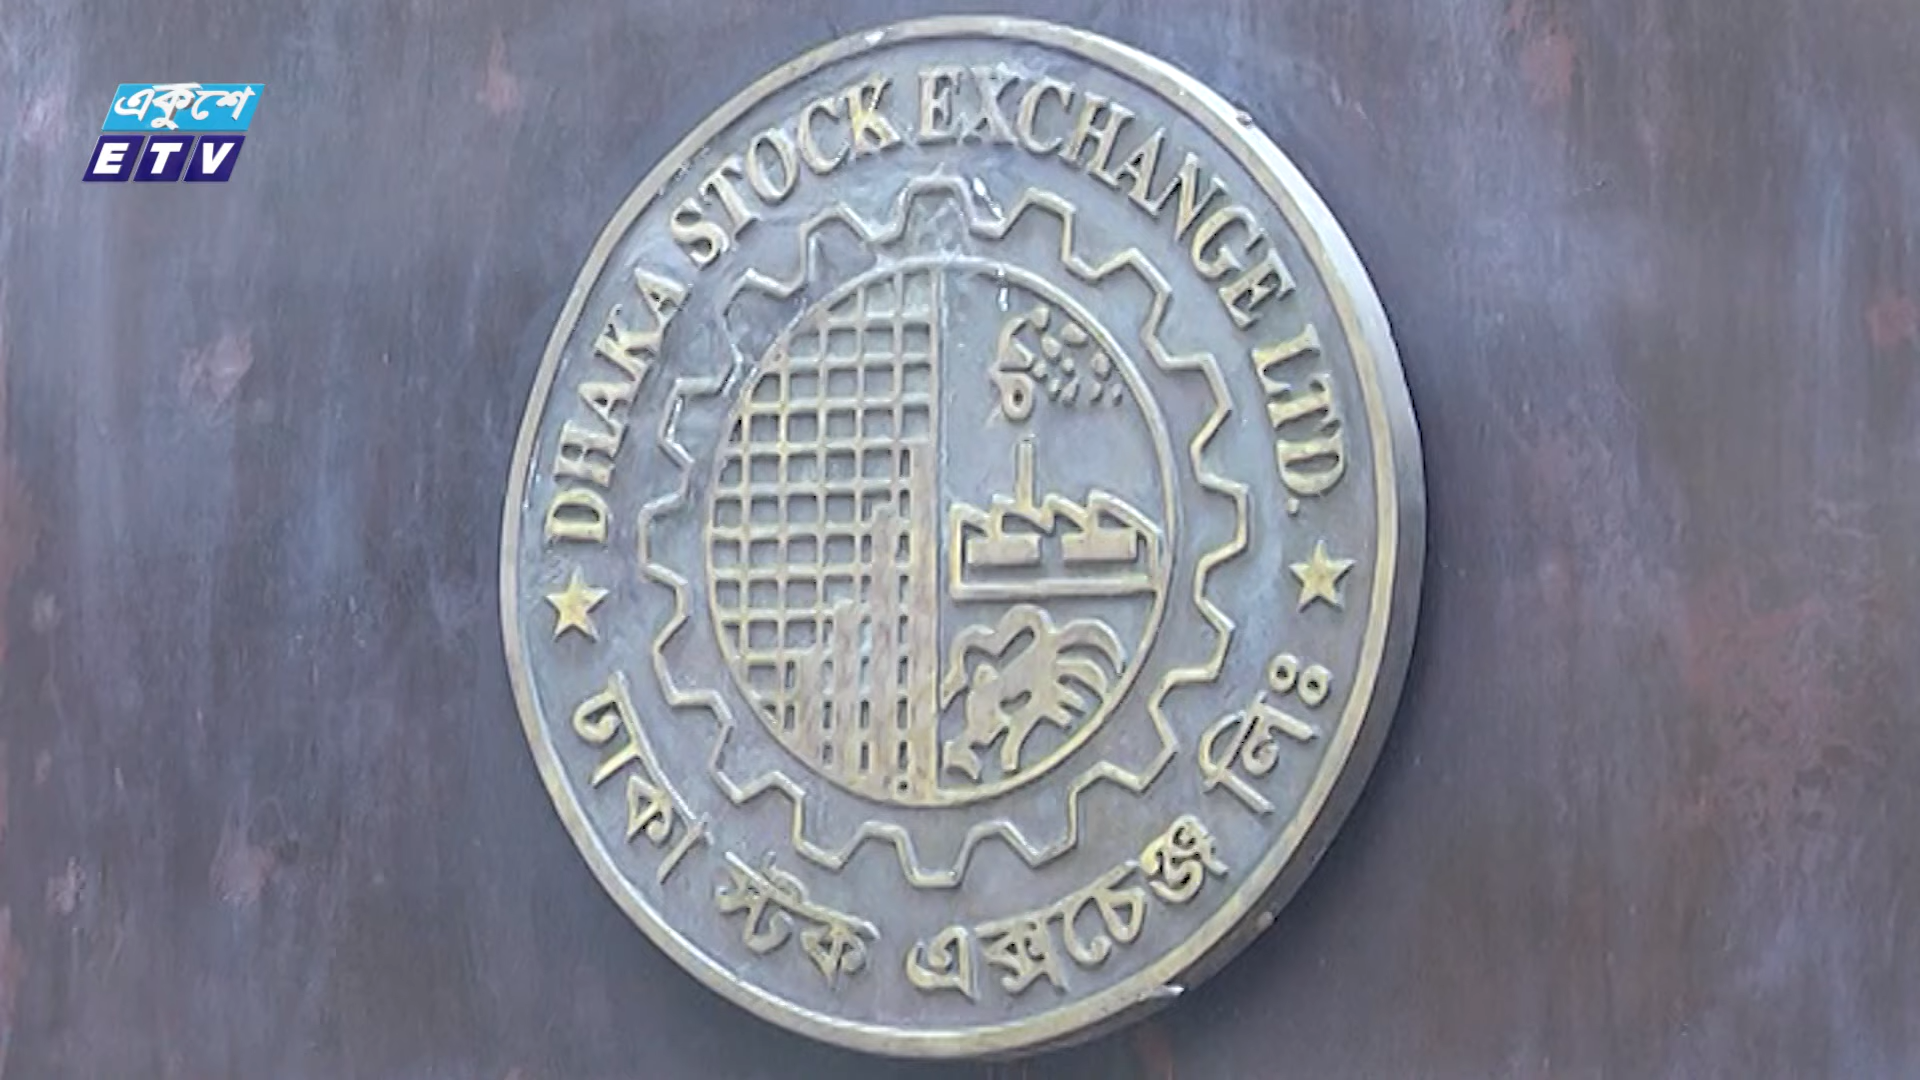 একুশে
ETV
DHAKA STOCK EXCHANGE LTD.
ঢাকা স্টক এক্সচেঞ্জ লিঃ